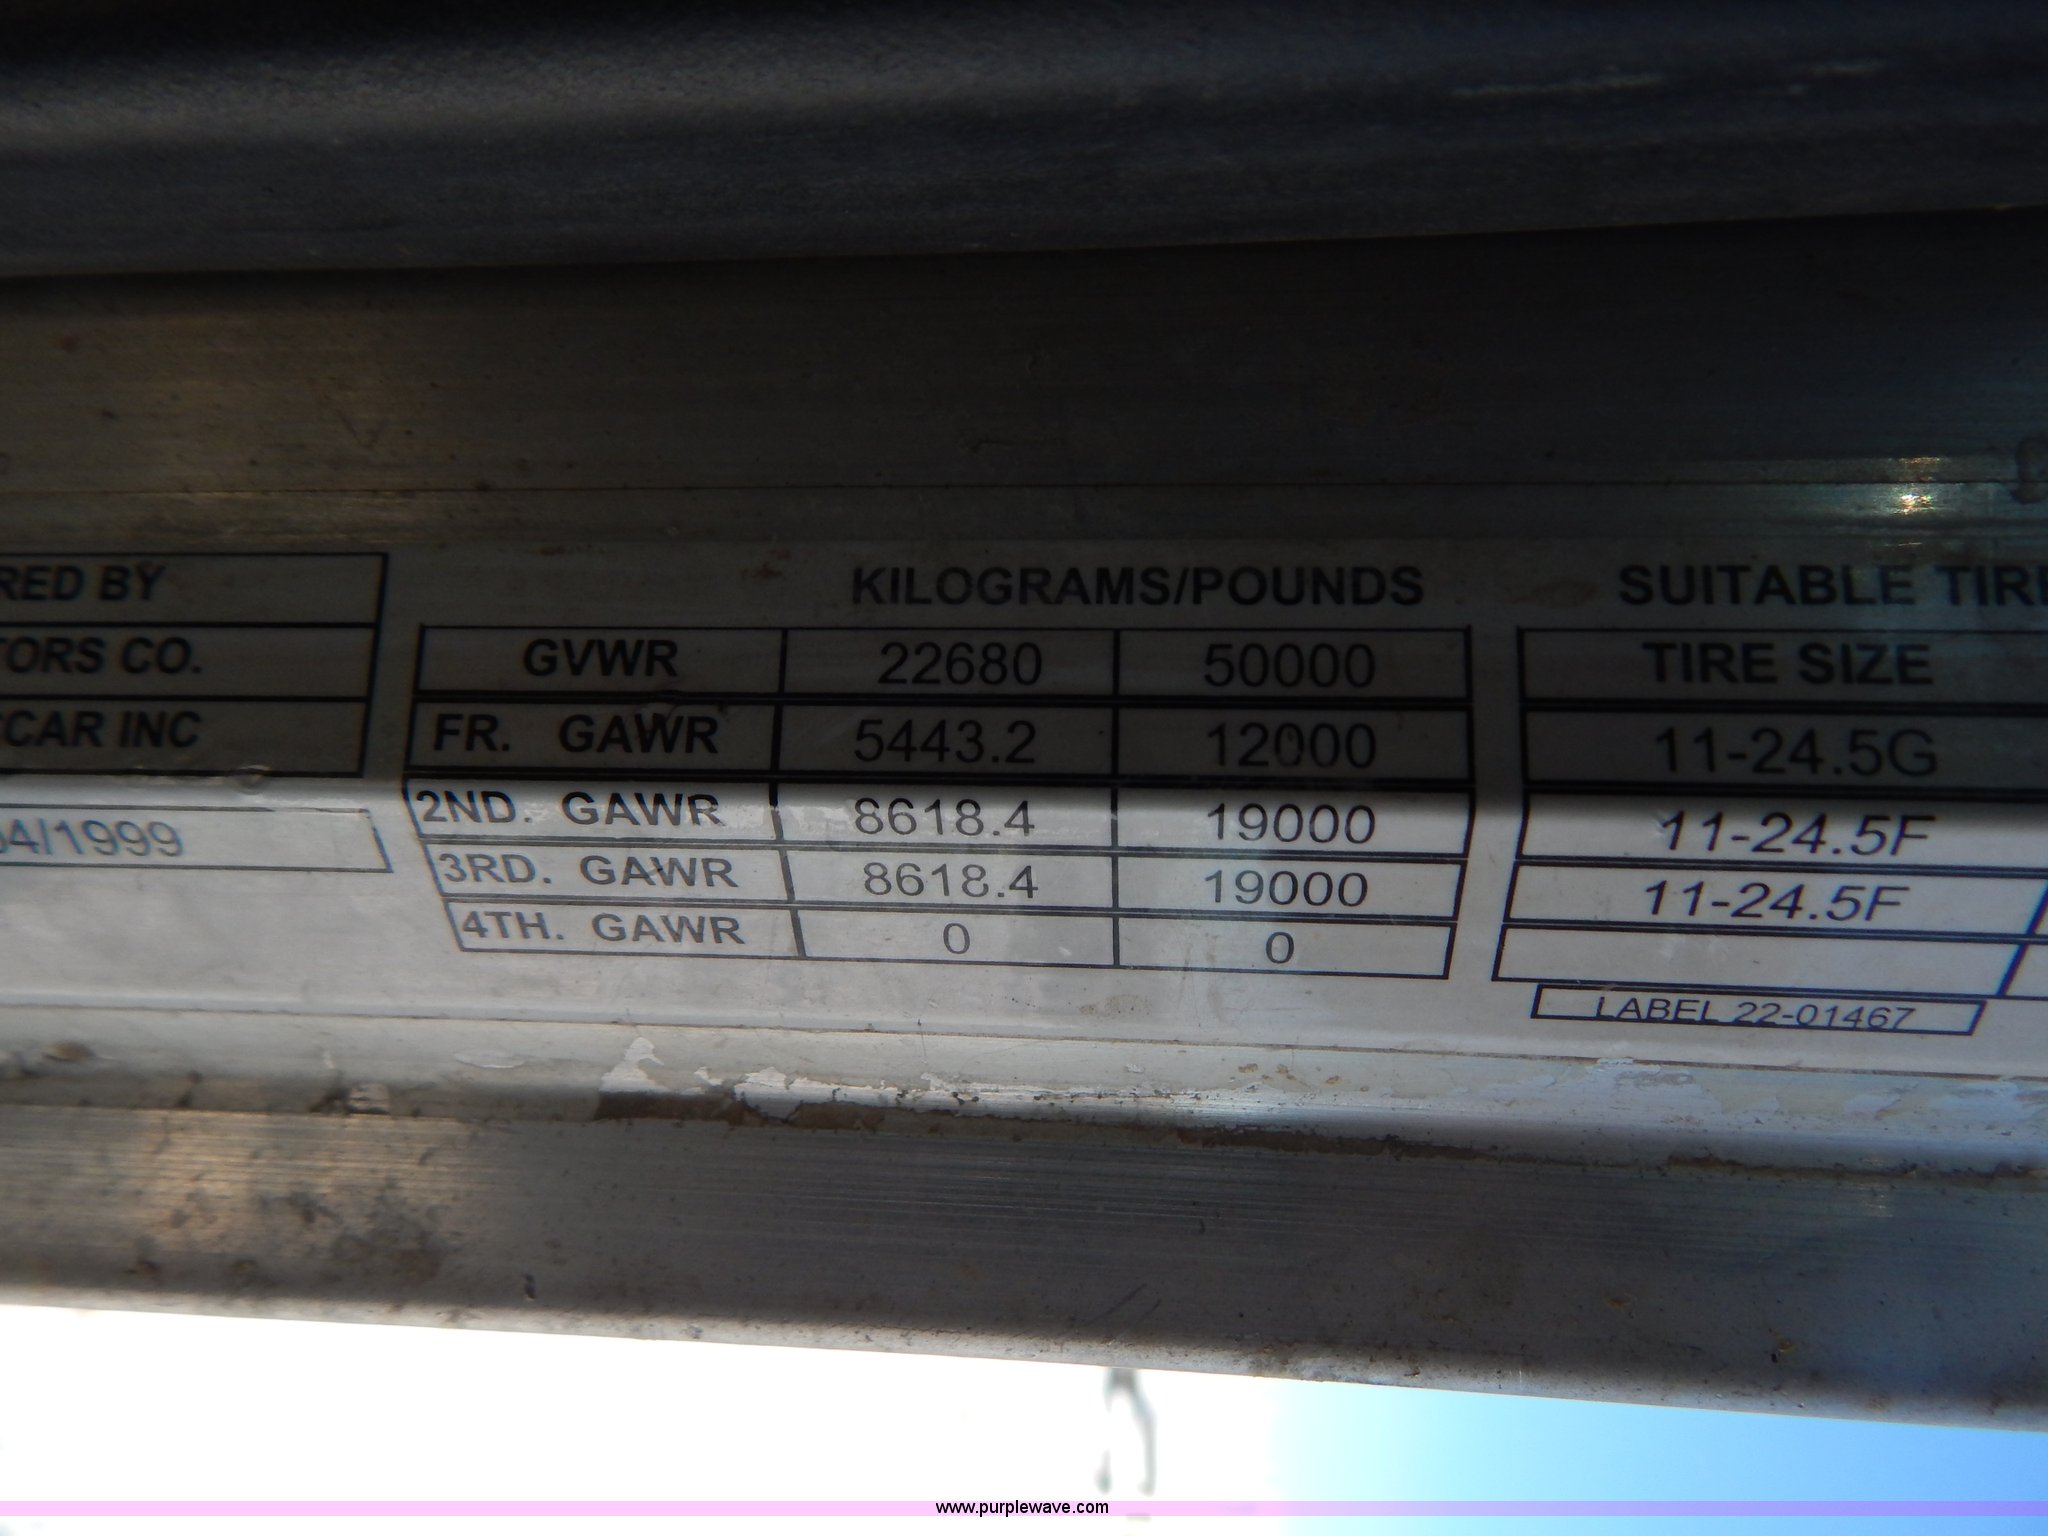 RED BY
TORS CO.
CCAR INC
04/1999
KILOGRAMS/POUNDS
GVWR 22680 50000
FR. GAWR 5443.2 12000
2ND. GAWR 8618.4 19000
3RD. GAWR 8618.4 19000
4TH. GAWR 0 0
SUITABLE TIRE
TIRE SIZE
11-24.5G
11-24.5F
11-24.5F
LABEL 22-01467
www.purplewave.com